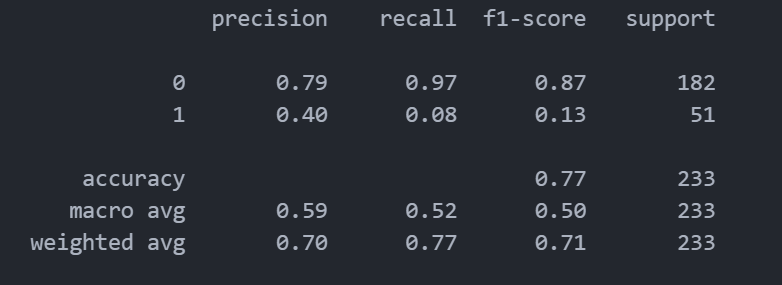 precision recall f1-score support
0 0.79 0.97 0.87 182
1 0.40 0.08 0.13 51
accuracy 0.77 233
macro avg 0.59 0.52 0.50 233
weighted avg 0.70 0.77 0.71 233